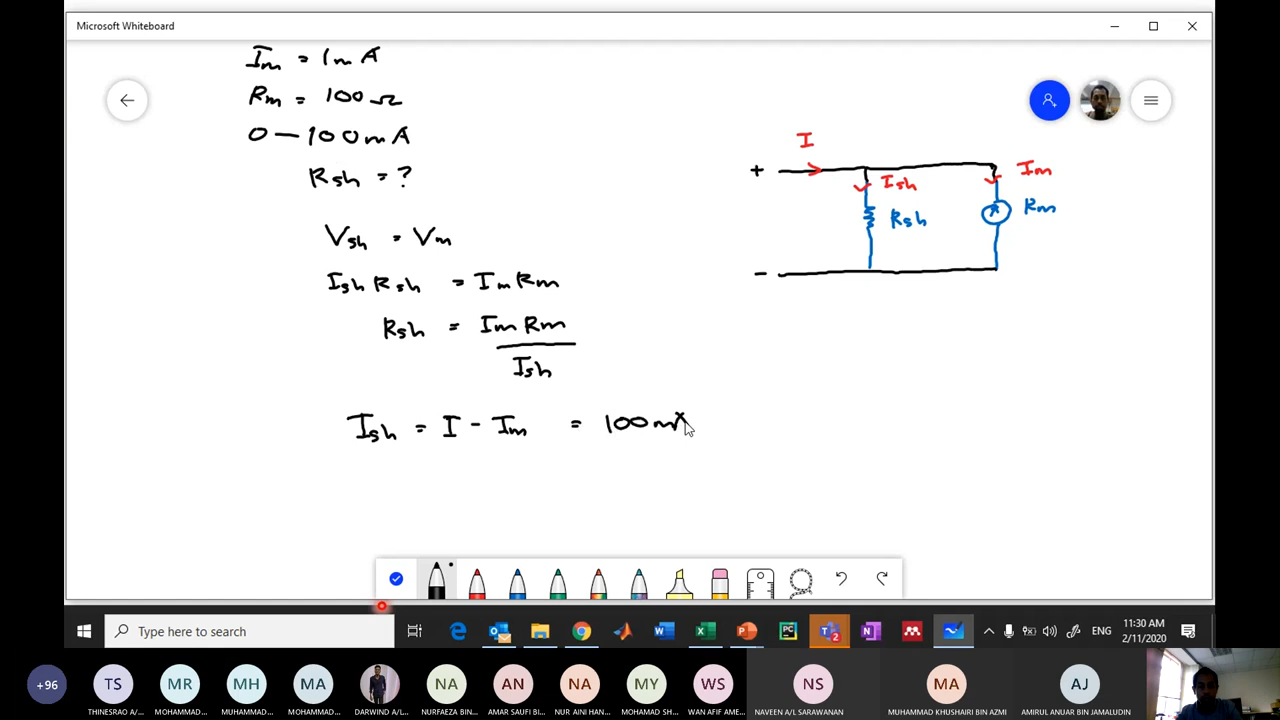 Microsoft Whiteboard
Im = 1mA
Rm = 100Ω
0 — 100mA
Rsh = ?
Vsh = Vm
Ish Rsh = Im Rm
Rsh = Im Rm
Ish
Ish = I - Im = 100m
I
+
Ish
Im
Rsh
Rm
-
Type here to search
ENG
11:30 AM
2/11/2020
2
+96
TS
MR
MH
MA
NA
AN
NA
MY
WS
NS
MA
AJ
THINESRAO A/...
MOHAMMAD ...
MUHAMMAD ...
MOHAMMAD ...
DARWIND A/L...
NURFAEZA BIN...
AMAR SAUFI BI...
NUR AINI HAN...
MOHAMAD SH...
WAN AFIF AME...
NAVEEN A/L SARAWANAN
MUHAMMAD KHUSHAIRI BIN AZMI
AMIRUL ANUAR BIN JAMALUDIN